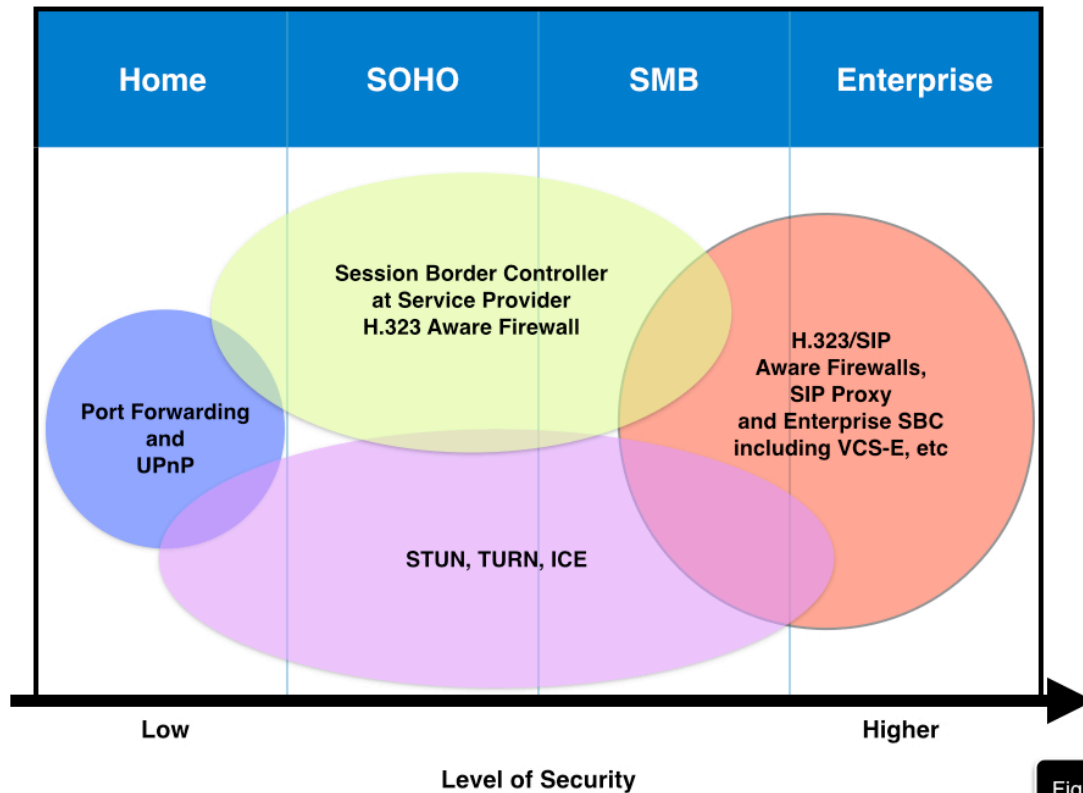 Home SOHO SMB Enterprise
Session Border Controller
at Service Provider
H.323 Aware Firewall
H.323/SIP
Aware Firewalls,
SIP Proxy
and Enterprise SBC
including VCS-E, etc
Port Forwarding
and
UPnP
STUN, TURN, ICE
Low Higher
Level of Security